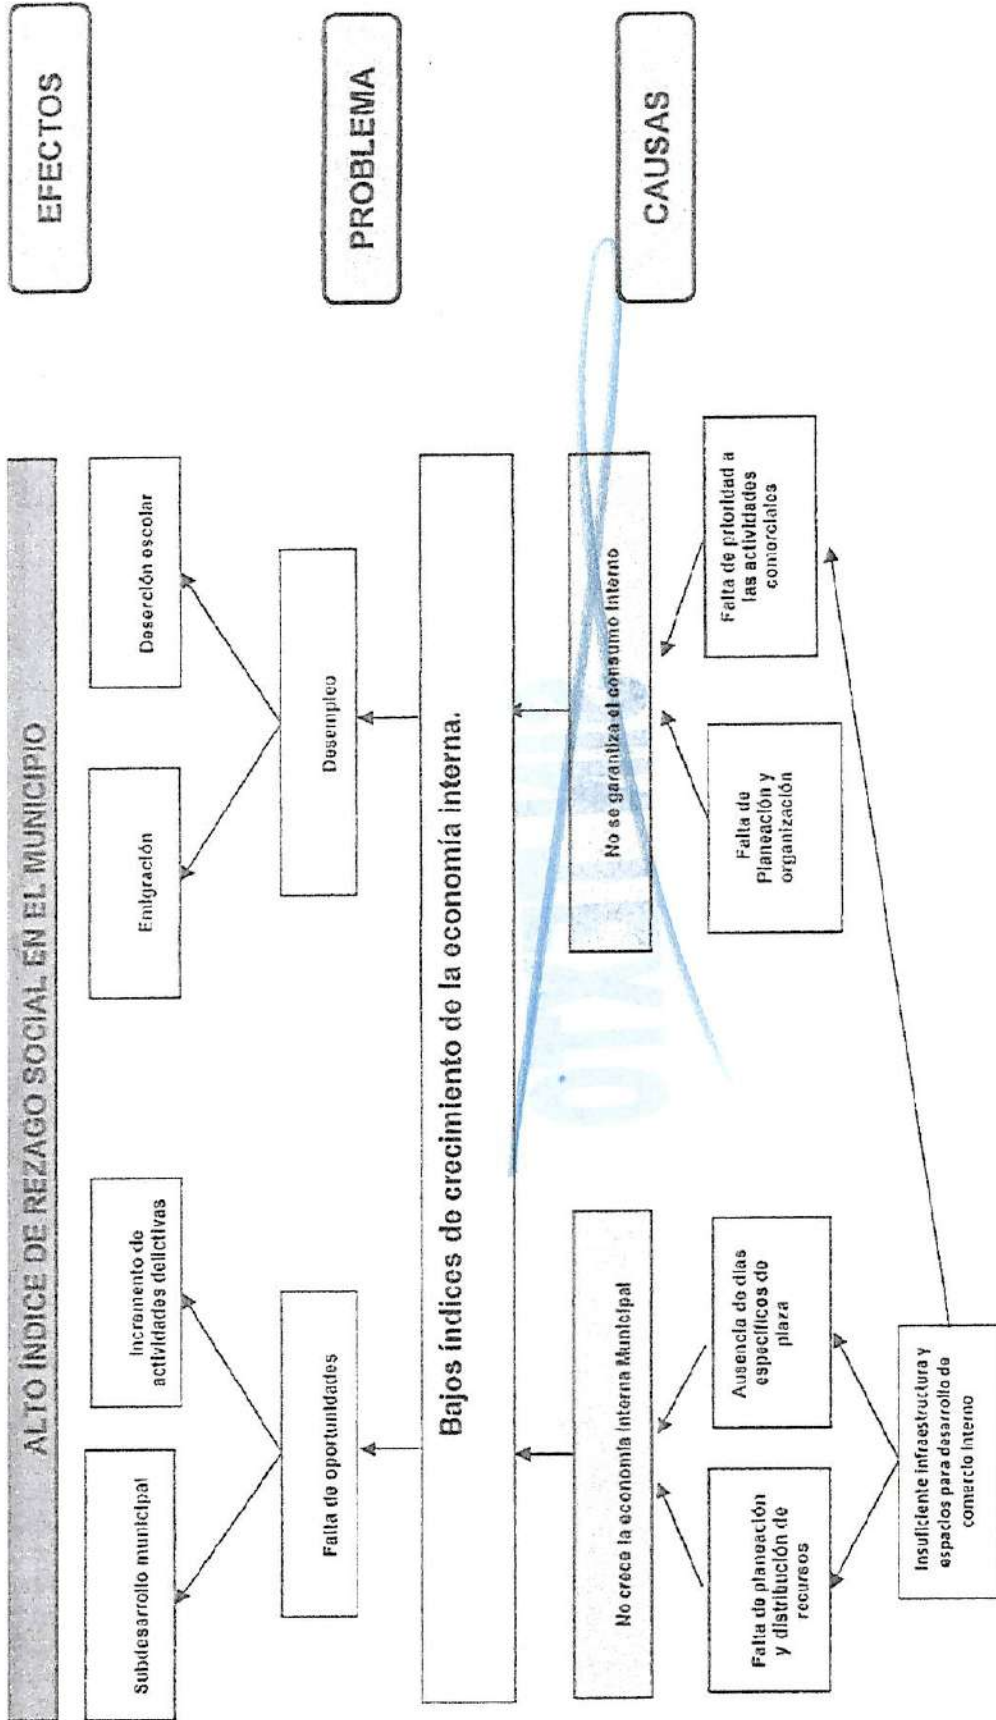 ALTO ÍNDICE DE REZAGO SOCIAL EN EL MUNICIPIO
EFECTOS
Subdesarrollo municipal
Incremento de
actividades delictivas
Emigración
Deserción escolar
Falta de oportunidades
Desempleo
PROBLEMA
Bajos índices de crecimiento de la economía interna.
CAUSAS
No crece la economía interna Municipal
No se garantiza el consumo interno
Falta de planeación
y distribución de
recursos
Ausencia de días
específicos de
plaza
Falta de
Planeación y
organización
Falta de prioridad a
las actividades
comerciales
Insuficiente infraestructura y
espacios para desarrollo de
comercio interno